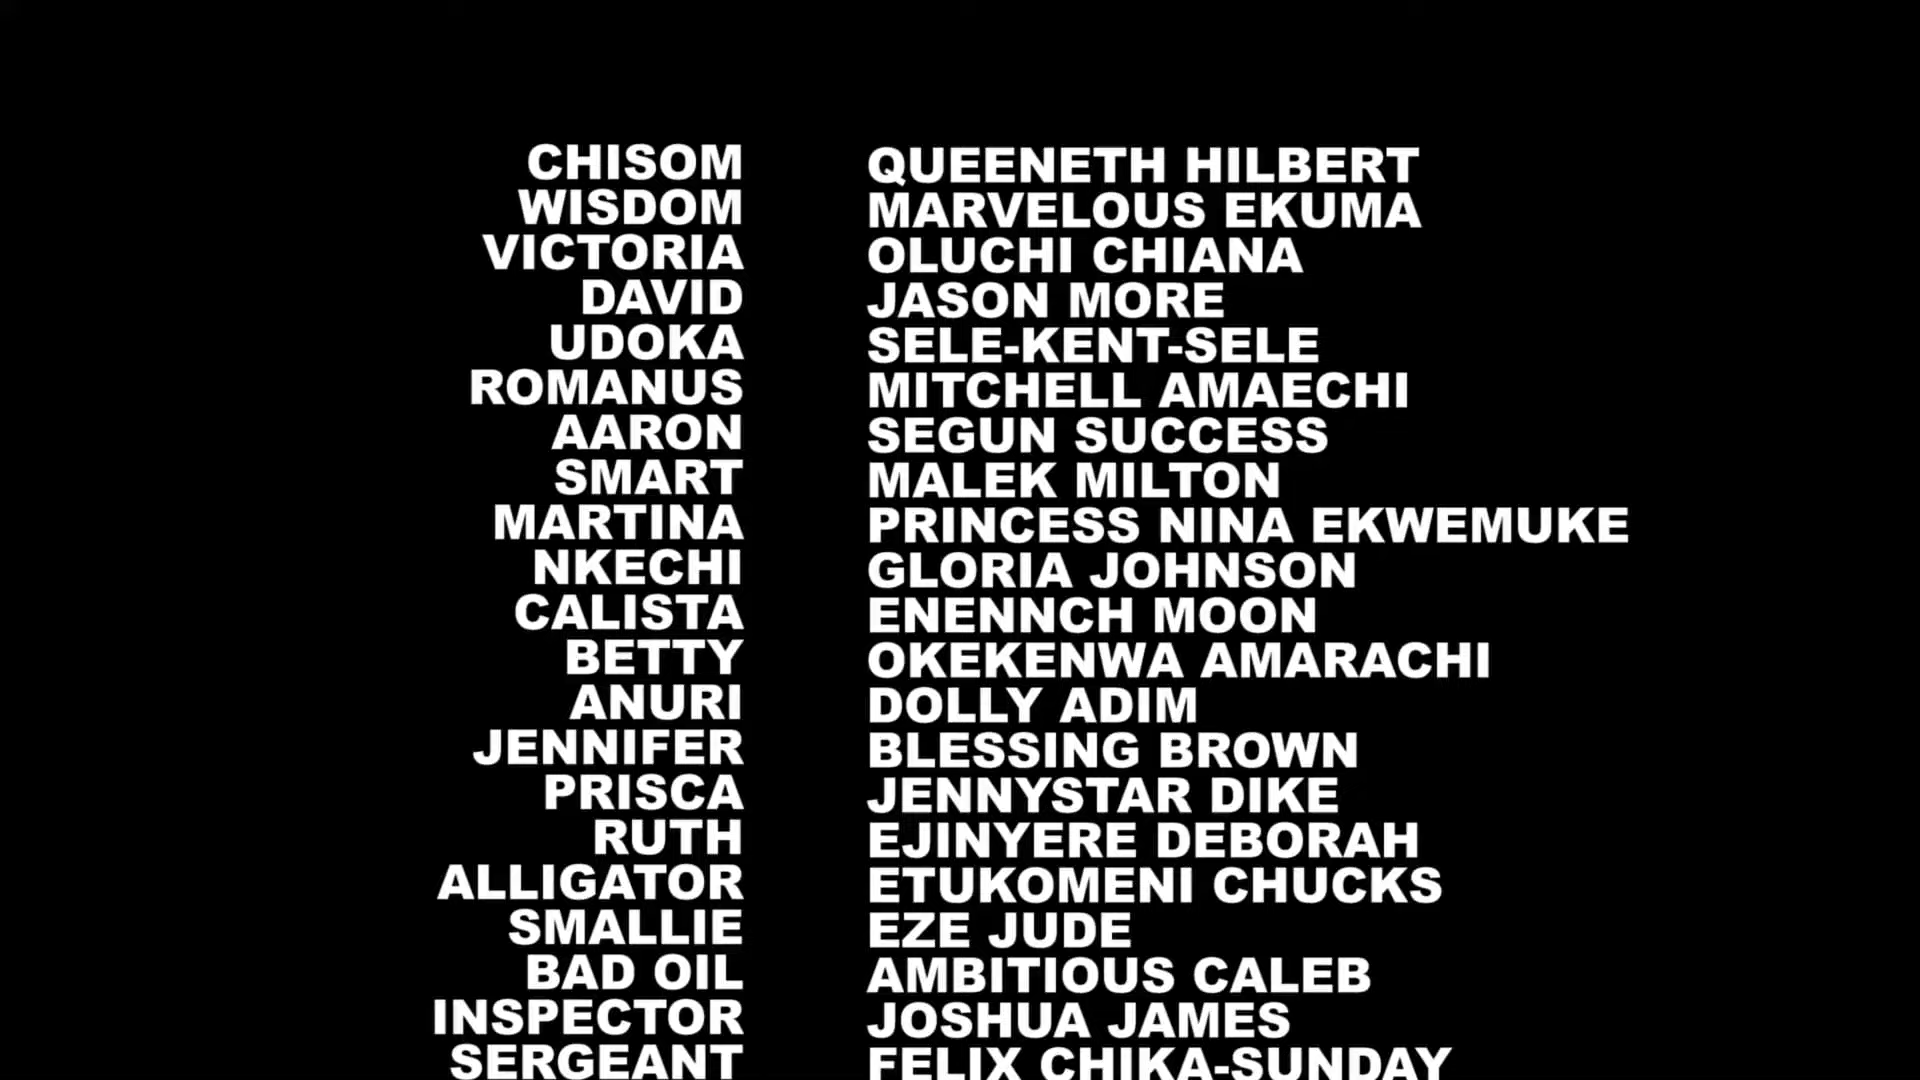 CHISOM QUEENETH HILBERT
WISDOM MARVELOUS EKUMA
VICTORIA OLUCHI CHIANA
DAVID JASON MORE
UDOKA SELE-KENT-SELE
ROMANUS MITCHELL AMAECHI
AARON SEGUN SUCCESS
SMART MALEK MILTON
MARTINA PRINCESS NINA EKWEMUKE
NKECHI GLORIA JOHNSON
CALISTA ENENNCH MOON
BETTY OKEKENWA AMARACHI
ANURI DOLLY ADIM
JENNIFER BLESSING BROWN
PRISCA JENNYSTAR DIKE
RUTH EJINYERE DEBORAH
ALLIGATOR ETUKOMENI CHUCKS
SMALLIE EZE JUDE
BAD OIL AMBITIOUS CALEB
INSPECTOR JOSHUA JAMES
SERGEANT FELIX CHIKA-SUNDAY